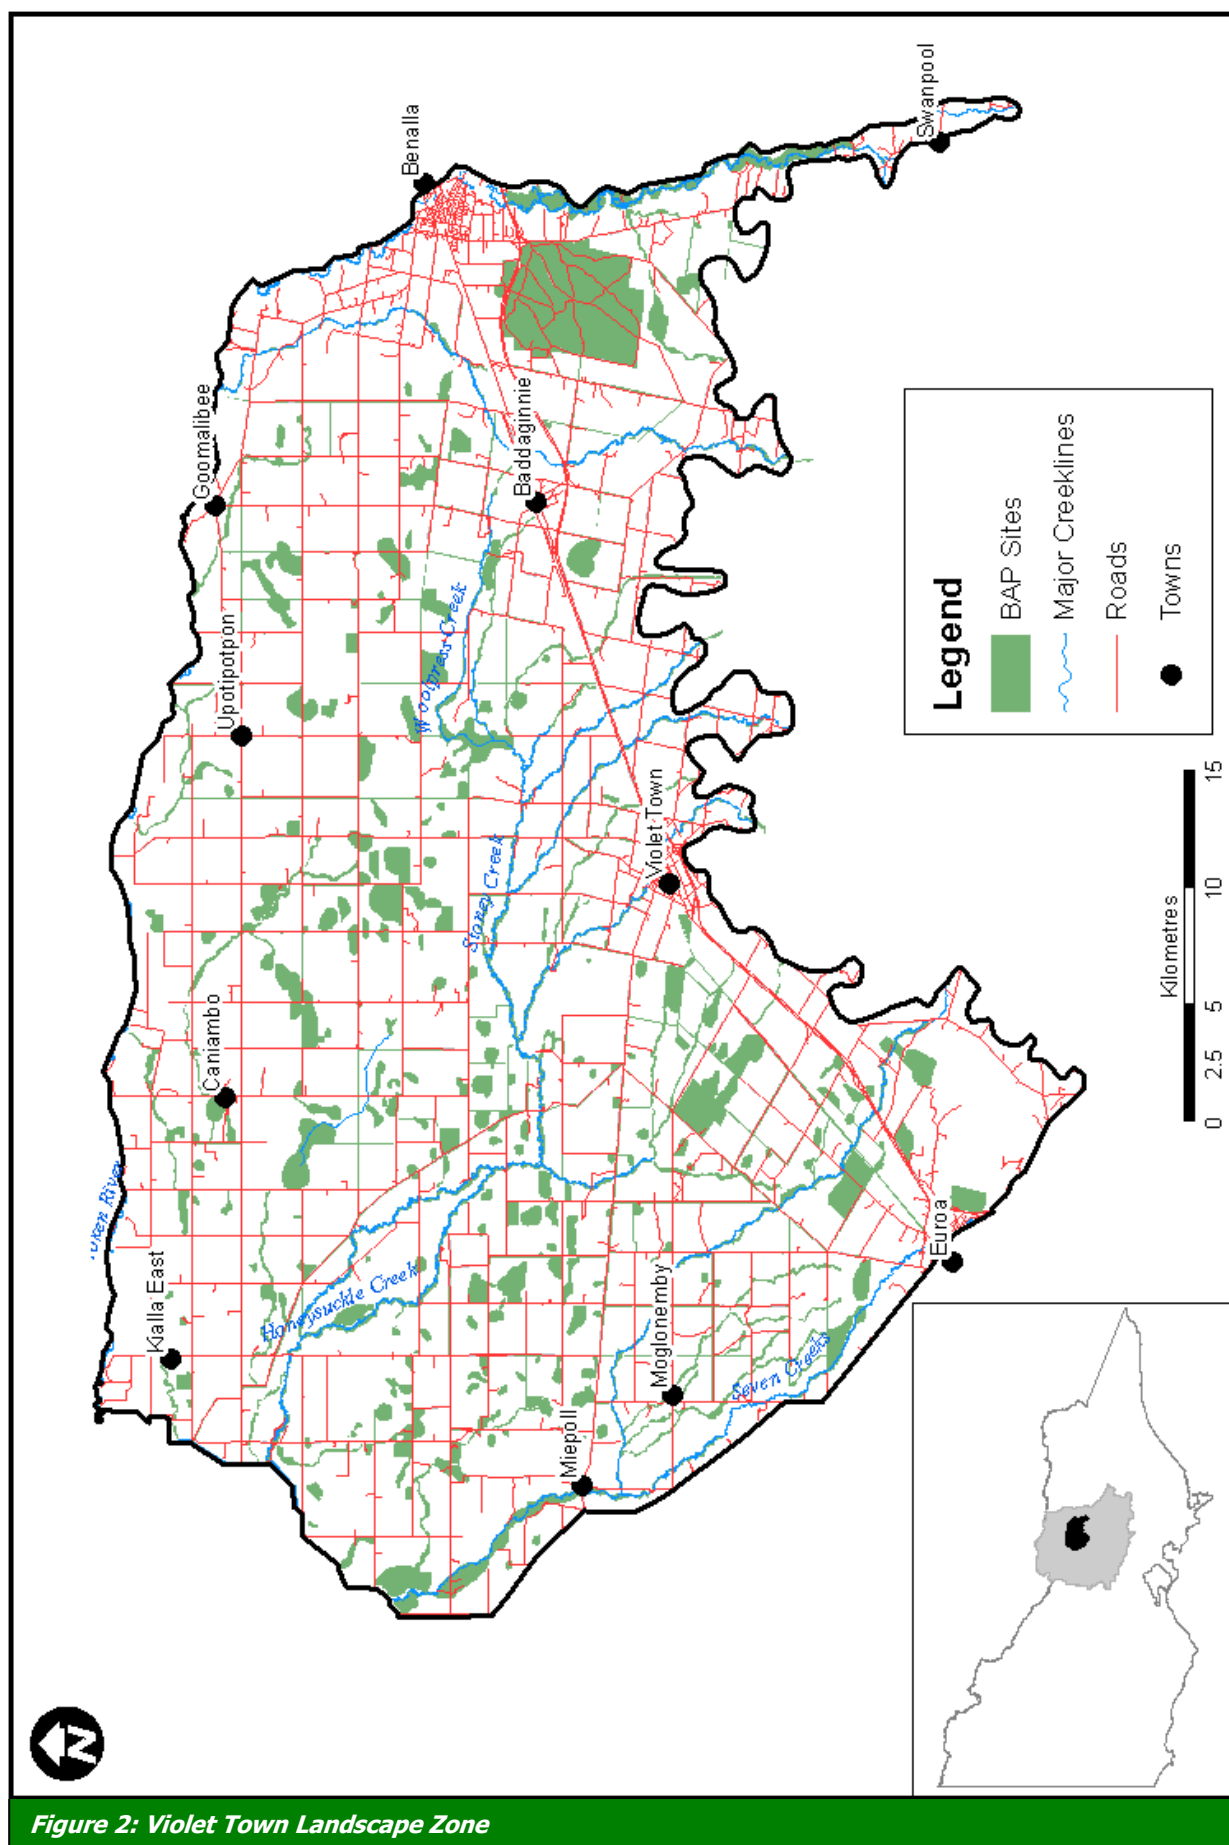 Swanpool
Benalla
Goomalibee
Baddaginnie
Upotipotpon
Woolpress Creek
Violet Town
Stoney Creek
Caniambo
Kialla East
Honeysuckle Creek
Euroa
Moglonemby
Seven Creeks
Miepoll
River
Legend
BAP Sites
Major Creeklines
Roads
Towns
Kilometres
0 2.5 5 10 15
N
Figure 2: Violet Town Landscape Zone